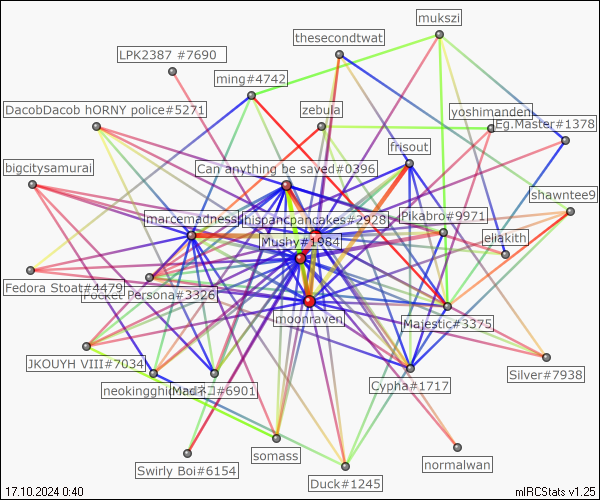 mukszi
thesecondtwat
LPK2387 #7690
ming#4742
DacobDacob hORNY police#5271
zebula
yoshimanden
Eg.Master#1378
frisout
bigcitysamurai
Can anything be saved#0396
shawntee9
marcemadness
hispancpancakes#2928
Pikabro#9971
Mushy#1984
eliakith
Fedora Stoat#4479
Pocket Persona#3326
moonraven
Majestic#3375
JKOUYH VIII#7034
Silver#7938
Cypha#1717
Madネコ#6901
somass
normalwan
Swirly Boi#6154
Duck#1245
17.10.2024 0:40
mIRCStats v1.25